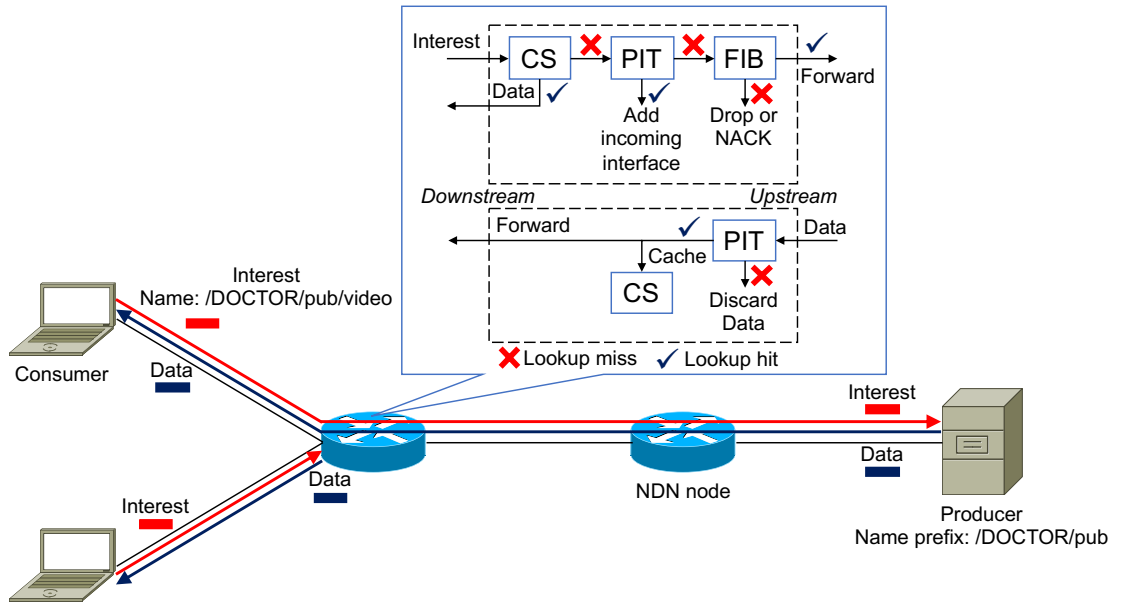 Interest
CS
PIT
FIB
Forward
Data
Add
incoming
interface
Drop or
NACK
Downstream
Upstream
Forward
PIT
Data
Cache
CS
Discard
Data
Lookup miss
Lookup hit
Interest
Name: /DOCTOR/pub/video
Consumer
Data
Interest
Data
Data
Interest
NDN node
Producer
Name prefix: /DOCTOR/pub